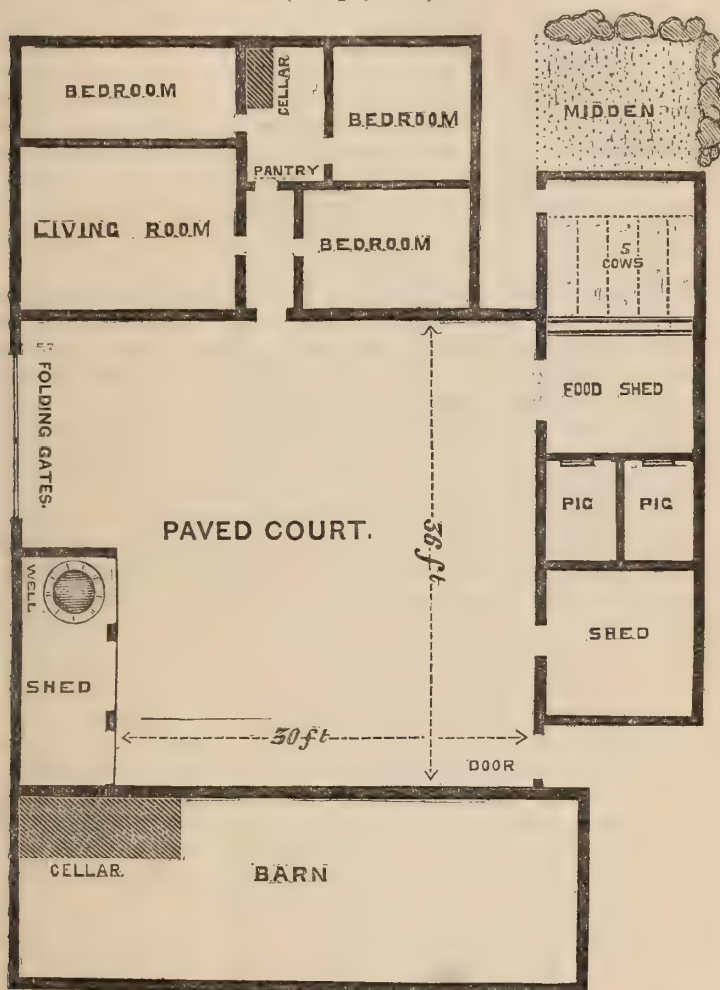 BEDROOM
CELLAR
BEDROOM
MIDDEN
PANTRY
LIVING ROOM
BEDROOM
5
COWS
FOLDING GATES.
FOOD SHED
PAVED COURT.
36 ft
PIG
PIG
WELL
SHED
SHED
30 ft
DOOR
CELLAR.
BARN